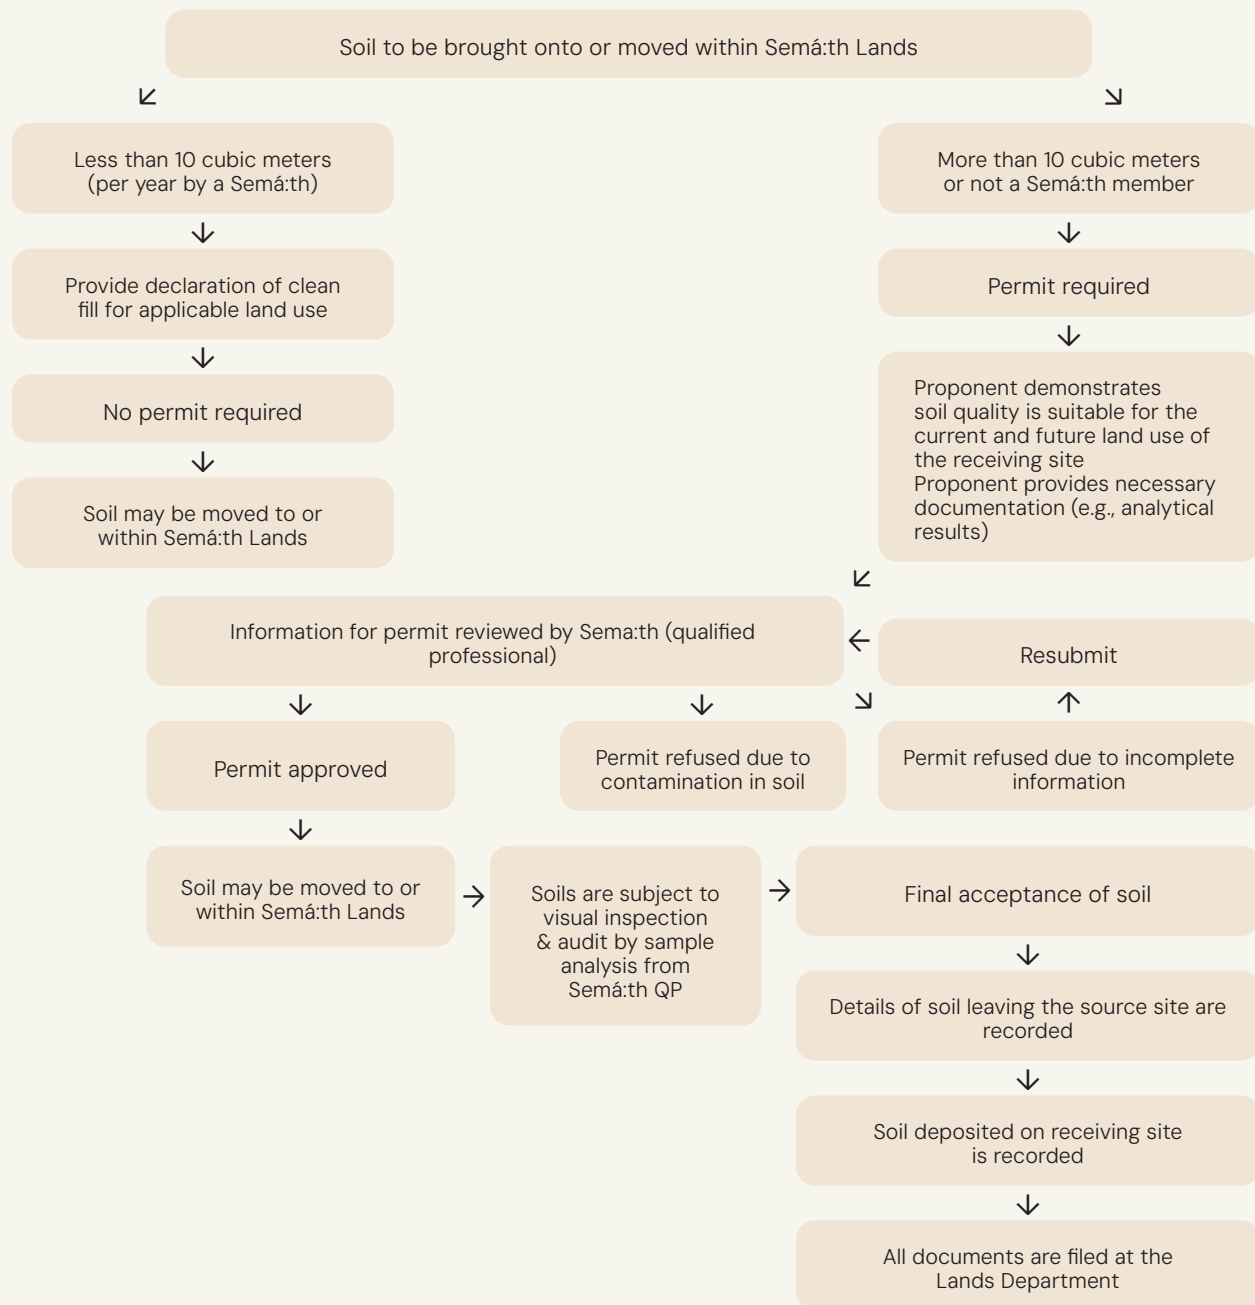 Soil to be brought onto or moved within Semá:th Lands
Less than 10 cubic meters
(per year by a Semá:th)
More than 10 cubic meters
or not a Semá:th member
Provide declaration of clean
fill for applicable land use
Permit required
No permit required
Proponent demonstrates
soil quality is suitable for the
current and future land use of
the receiving site
Proponent provides necessary
documentation (e.g., analytical
results)
Soil may be moved to or
within Semá:th Lands
Information for permit reviewed by Sema:th (qualified
professional)
Resubmit
Permit approved
Permit refused due to
contamination in soil
Permit refused due to incomplete
information
Soil may be moved to or
within Semá:th Lands
Soils are subject to
visual inspection
& audit by sample
analysis from
Semá:th QP
Final acceptance of soil
Details of soil leaving the source site are
recorded
Soil deposited on receiving site
is recorded
All documents are filed at the
Lands Department